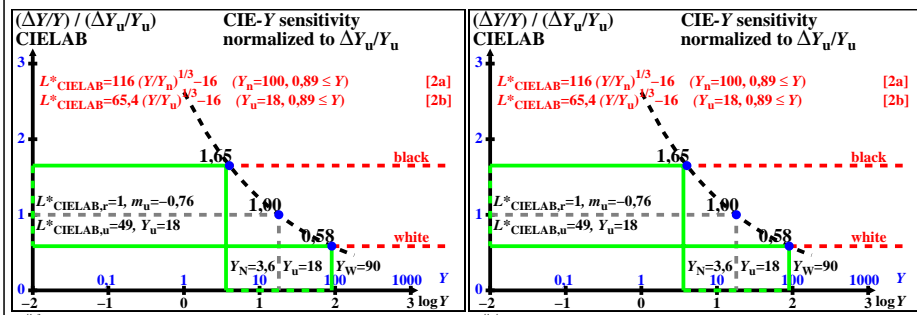 (ΔY/Y) / (ΔYu/Yu)
CIELAB
CIE-Y sensitivity
normalized to ΔYu/Yu
L*CIELAB=116 (Y/Yn)1/3−16 (Yn=100, 0,89 ≤ Y) [2a]
L*CIELAB=65,4 (Y/Yu)1/3−16 (Yu=18, 0,89 ≤ Y) [2b]
3
2
1
0
1,65
black
L*CIELAB,r=1, mu=−0,76
1,00
L*CIELAB,u=49, Yu=18
0,58
white
YN=3,6 Yu=18 YW=90
0,1 1 10 100 1000 Y
−2 −1 0 1 2 3 log Y
(ΔY/Y) / (ΔYu/Yu)
CIELAB
CIE-Y sensitivity
normalized to ΔYu/Yu
L*CIELAB=116 (Y/Yn)1/3−16 (Yn=100, 0,89 ≤ Y) [2a]
L*CIELAB=65,4 (Y/Yu)1/3−16 (Yu=18, 0,89 ≤ Y) [2b]
3
2
1
0
1,65
black
L*CIELAB,r=1, mu=−0,76
1,00
L*CIELAB,u=49, Yu=18
0,58
white
YN=3,6 Yu=18 YW=90
0,1 1 10 100 1000 Y
−2 −1 0 1 2 3 log Y